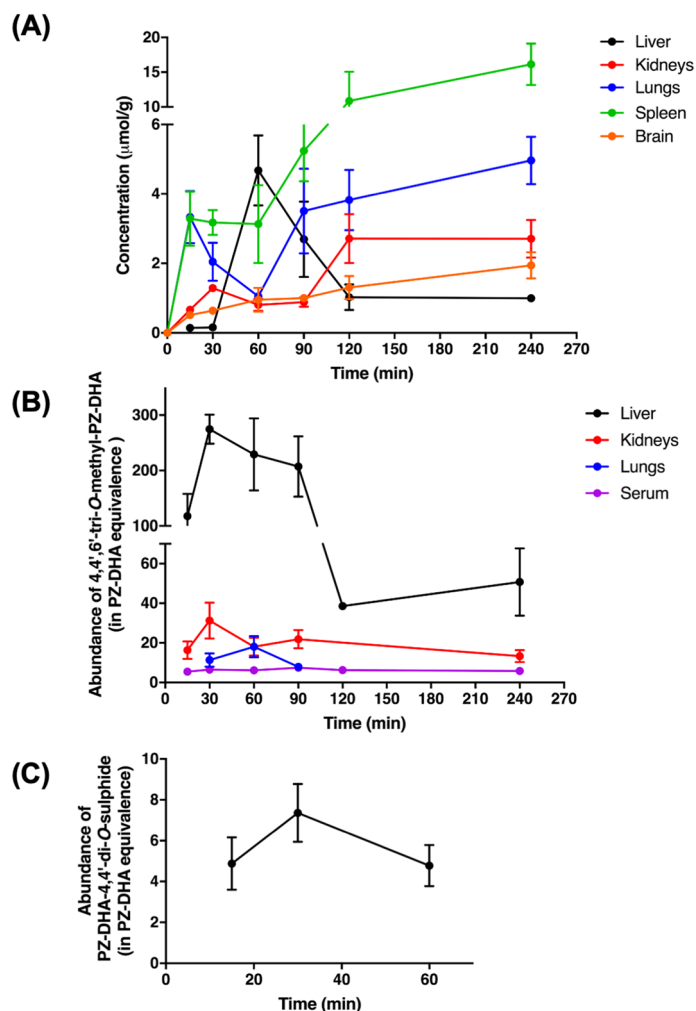 (A)
Concentration (μmol/g)
20
15
10
6
4
2
0
0 30 60 90 120 150 180 210 240 270
Time (min)
Liver
Kidneys
Lungs
Spleen
Brain
(B)
Abundance of 4,4',6'-tri-O-methyl-PZ-DHA
(in PZ-DHA equivalence )
300
200
100
60
40
20
0
0 30 60 90 120 150 180 210 240 270
Time (min)
Liver
Kidneys
Lungs
Serum
(C)
Abundance of
PZ-DHA-4,4'-di-O-sulphide
(in PZ-DHA equivalence)
10
8
6
4
2
0
0 20 40 60
Time (min)